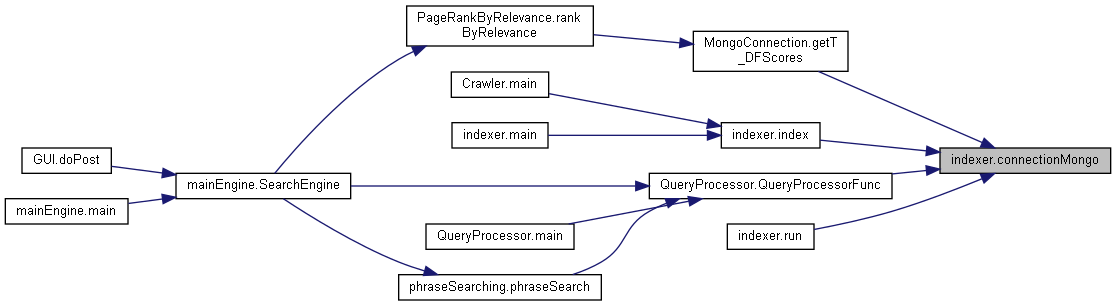 PageRankByRelevance.rank
ByRelevance
MongoConnection.getT
_DFScores
Crawler.main
indexer.main
indexer.index
indexer.connectionMongo
GUI.doPost
mainEngine.SearchEngine
QueryProcessor.QueryProcessorFunc
mainEngine.main
QueryProcessor.main
indexer.run
phraseSearching.phraseSearch